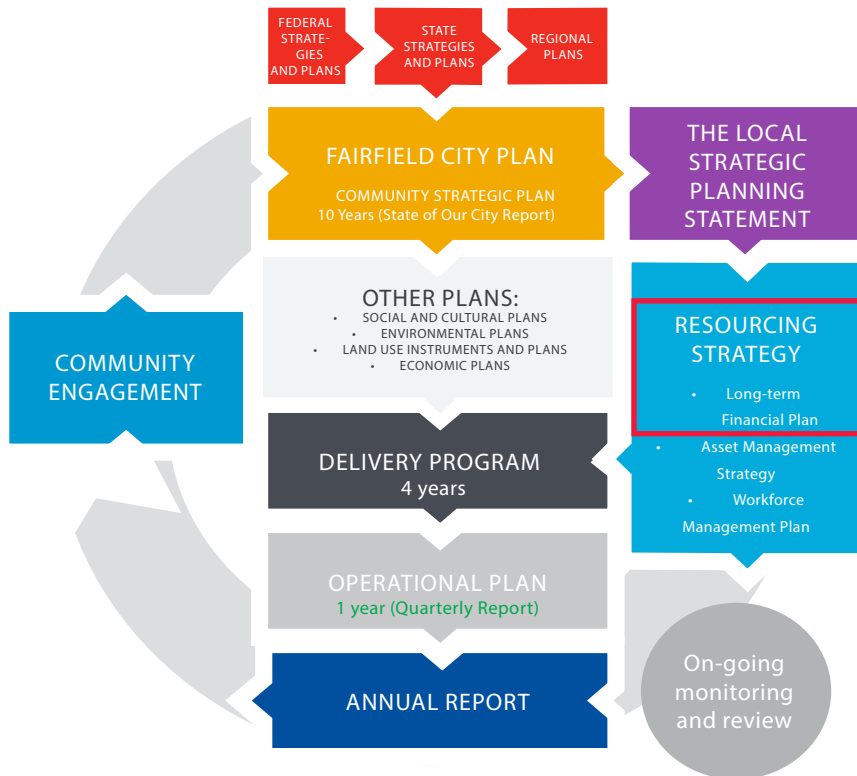 FEDERAL
STRATE-
GIES
AND PLANS
STATE
STRATEGIES
AND PLANS
REGIONAL
PLANS
FAIRFIELD CITY PLAN
COMMUNITY STRATEGIC PLAN
10 Years (State of Our City Report)
THE LOCAL
STRATEGIC
PLANNING
STATEMENT
OTHER PLANS:
• SOCIAL AND CULTURAL PLANS
• ENVIRONMENTAL PLANS
• LAND USE INSTRUMENTS AND PLANS
• ECONOMIC PLANS
RESOURCING
STRATEGY
• Long-term
Financial Plan
• Asset Management
Strategy
• Workforce
Management Plan
COMMUNITY
ENGAGEMENT
DELIVERY PROGRAM
4 years
OPERATIONAL PLAN
1 year (Quarterly Report)
ANNUAL REPORT
On-going
monitoring
and review